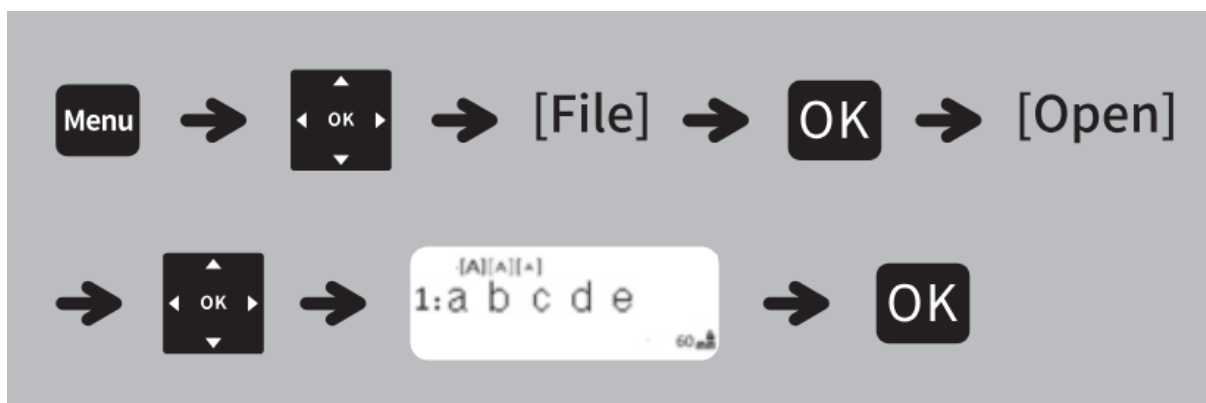 Menu OK [File] OK [Open]
OK
[A][A][A]
1:a b c d e
60
OK